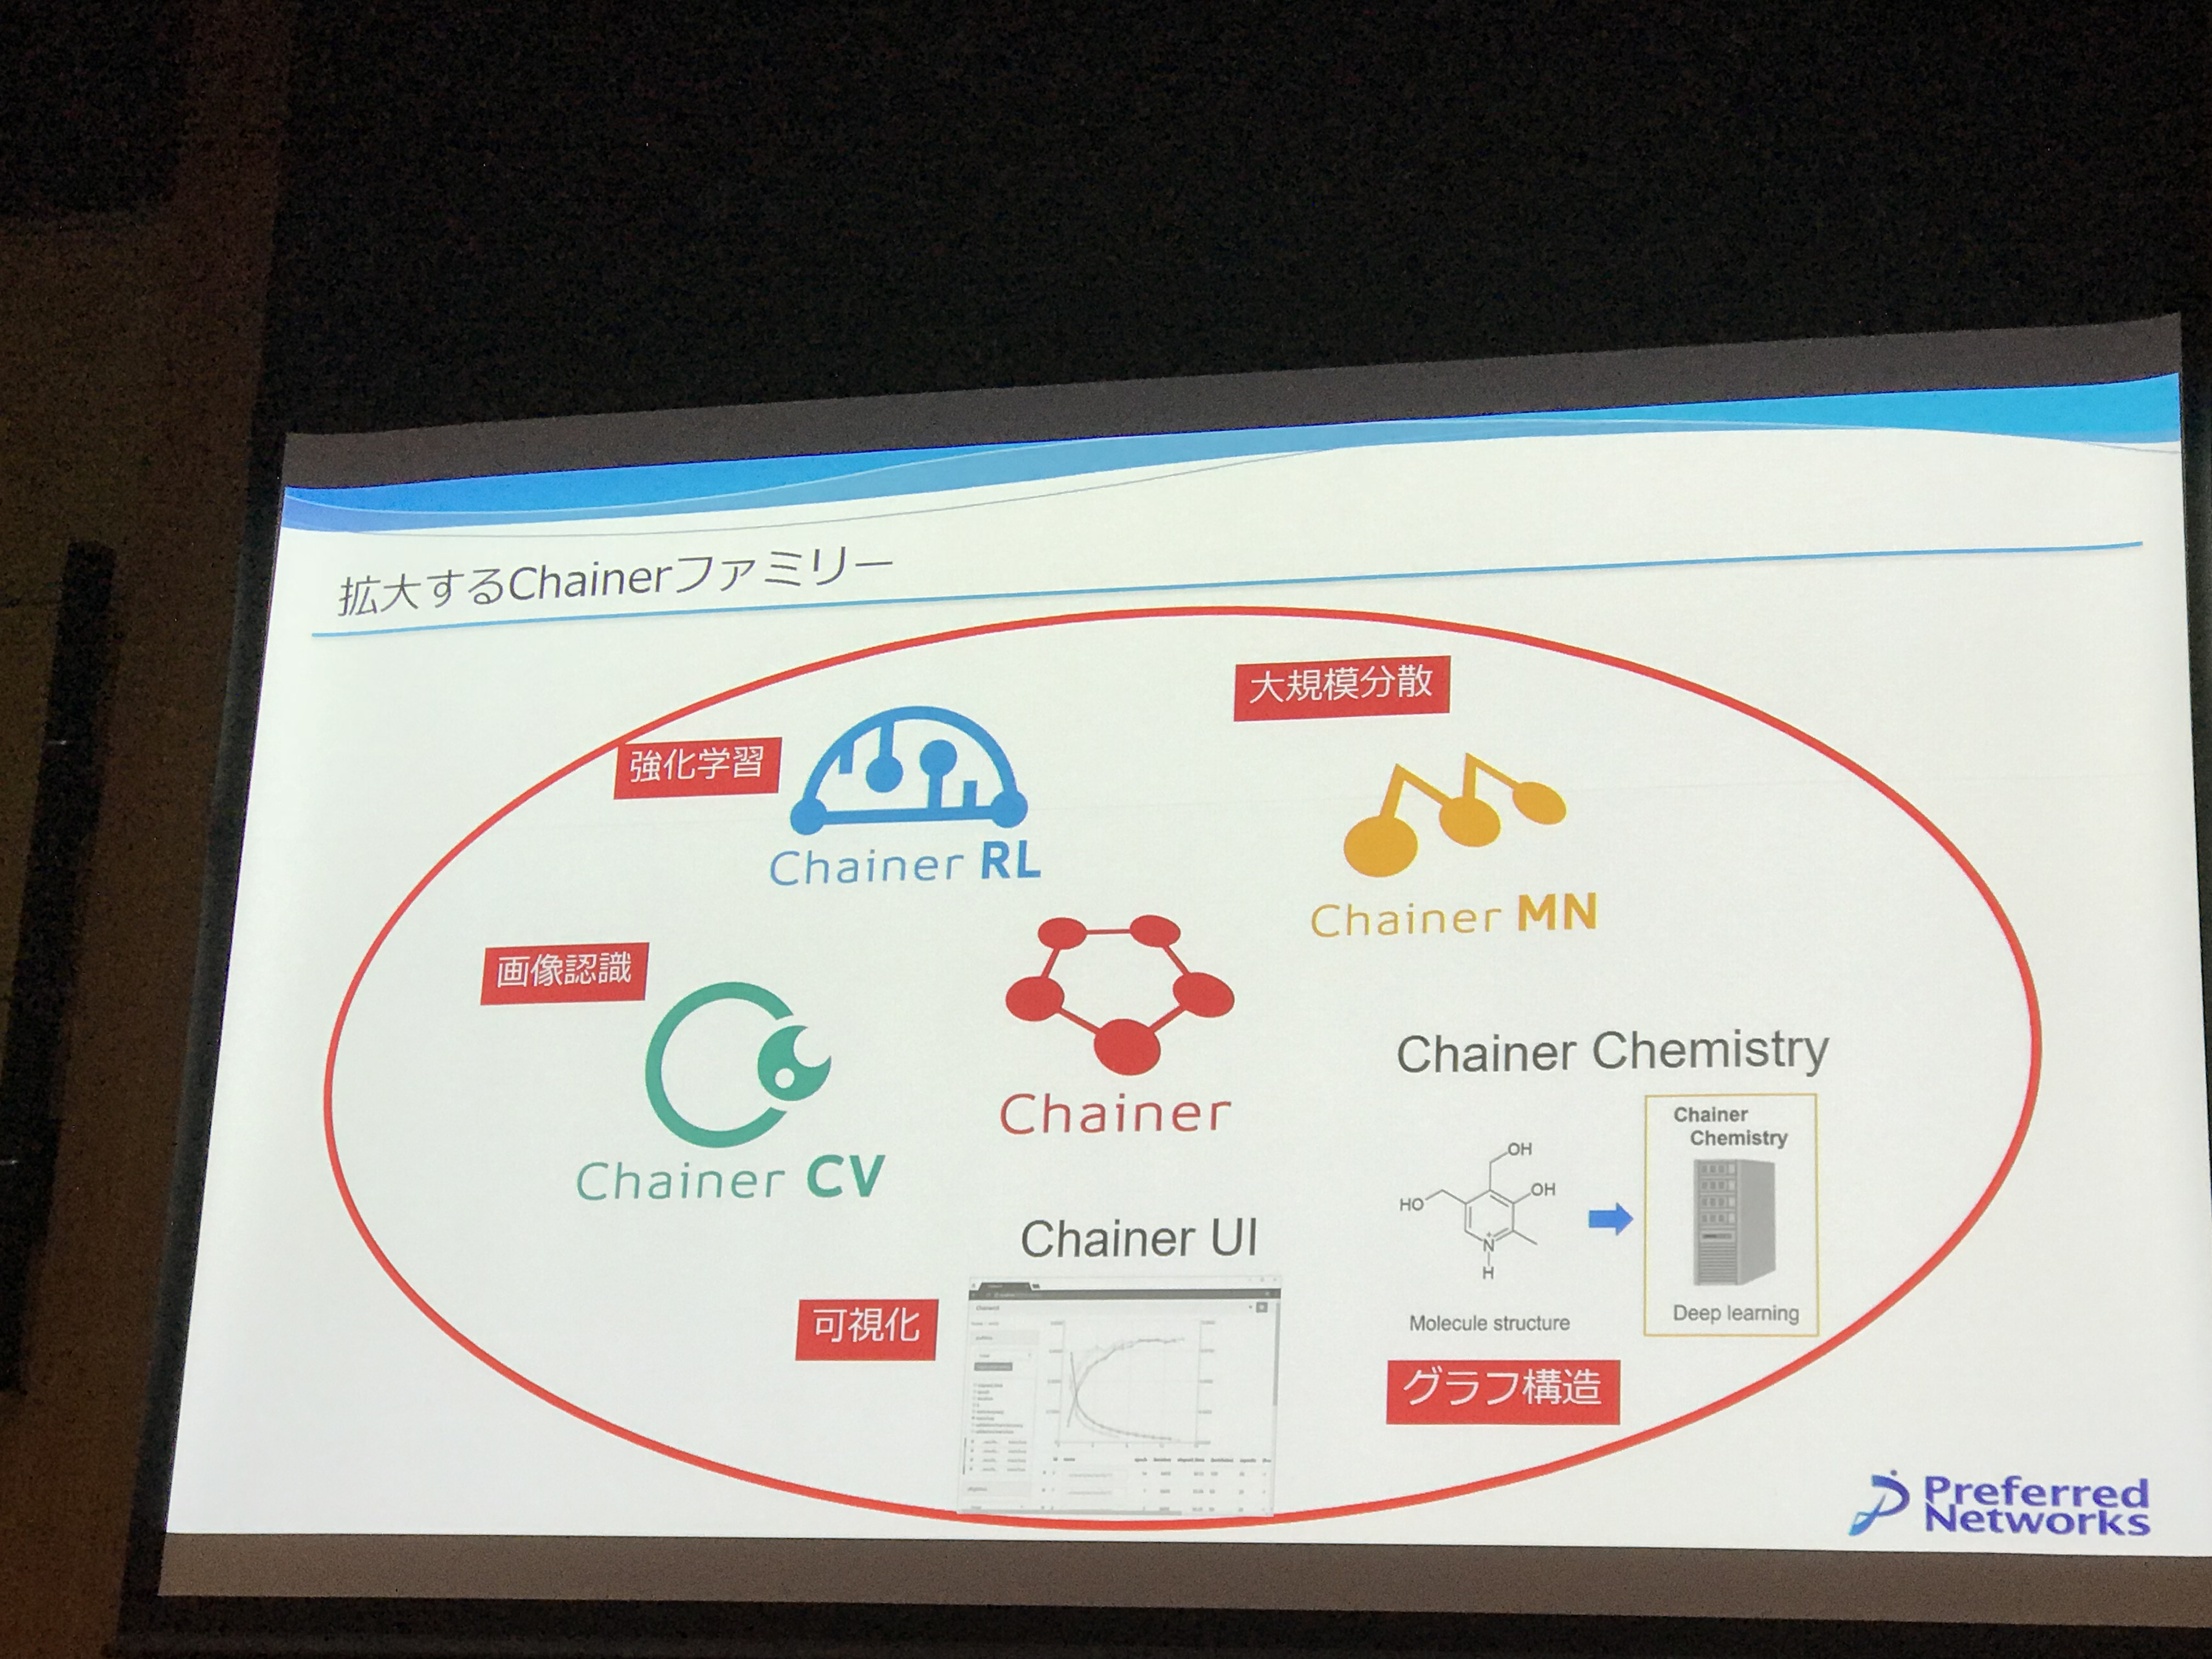 拡大するChainerファミリー
大規模分散
強化学習
Chainer RL
Chainer MN
画像認識
Chainer CV
Chainer
Chainer Chemistry
Chainer
Chemistry
OH
HO
OH
N
+
H
Molecule structure
Deep learning
グラフ構造
Chainer UI
可視化
Preferred
Networks